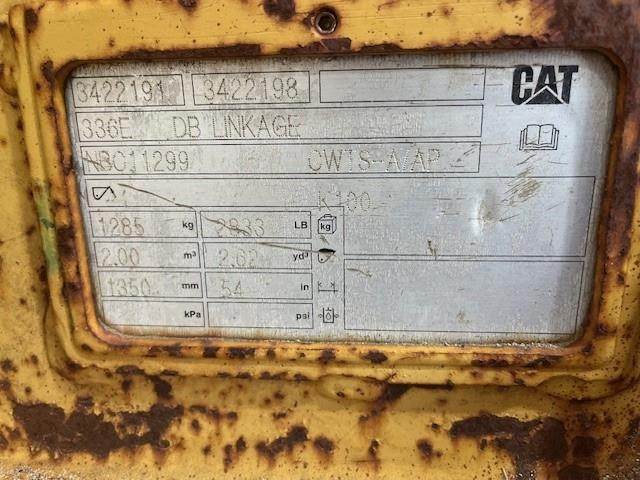 3422191 3422198
CAT
336E DB LINKAGE
NBC11299 CW1S-A/AP
K100
1285 kg 2833 LB kg
2.00 m³ 2.62 yd³
1350 mm 54 in
kPa psi